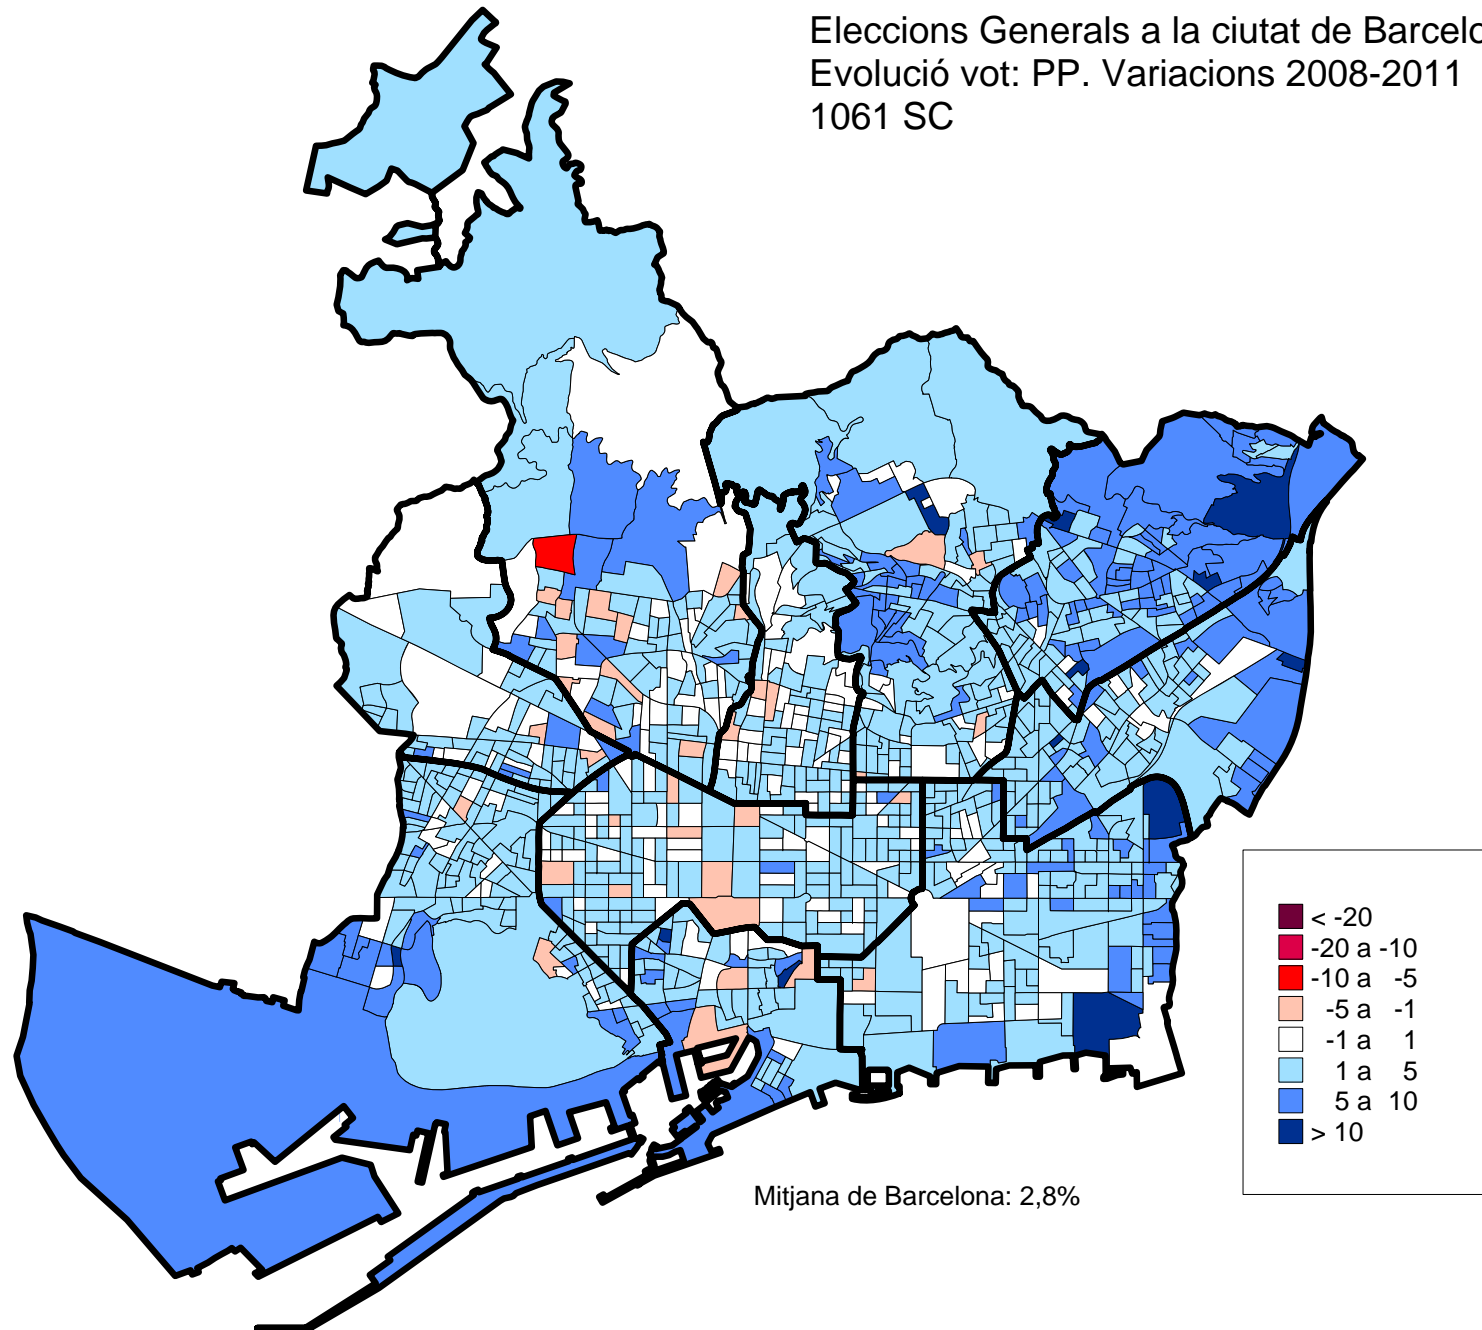 Eleccions Generals a la ciutat de Barcelo
Evolució vot: PP. Variacions 2008-2011
1061 SC
< -20
-20 a -10
-10 a -5
-5 a -1
-1 a 1
1 a 5
5 a 10
> 10
Mitjana de Barcelona: 2,8%